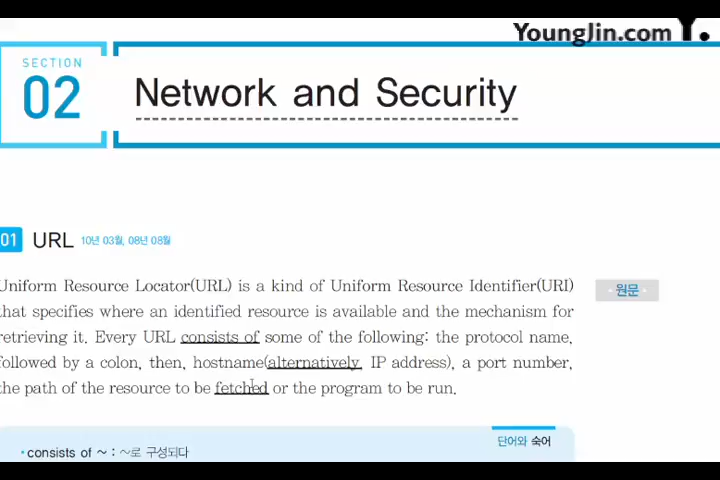 YoungJin.com Y.
SECTION
02
Network and Security
01 URL 10년 03월, 08년 08월
Uniform Resource Locator(URL) is a kind of Uniform Resource Identifier(URI)
that specifies where an identified resource is available and the mechanism for
retrieving it. Every URL consists of some of the following: the protocol name,
followed by a colon, then, hostname(alternatively, IP address), a port number,
the path of the resource to be fetched or the program to be run.
- 원문 -
단어와 숙어
• consists of ~ : ~로 구성되다